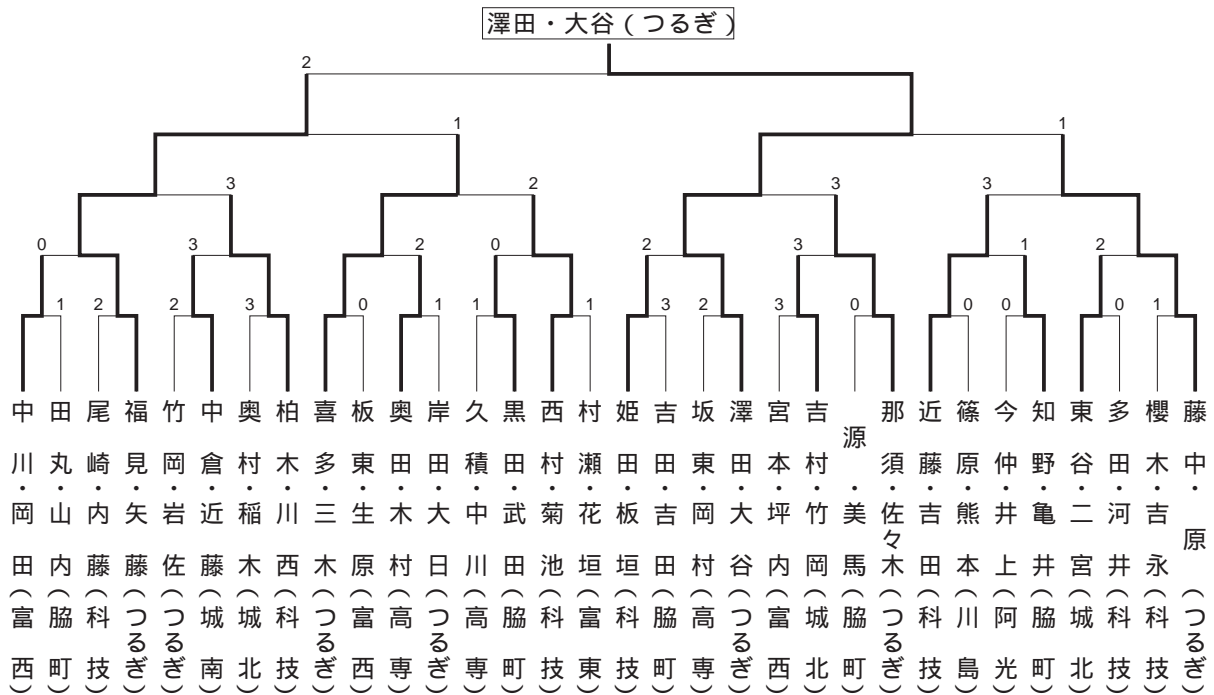 澤田・大谷（つるぎ）
2
1
1
3
2
3
3
0
3
2
0
2
3
1
2
1
2
2
3
0
1
1
1
3
2
3
0
0
0
0
1
中川・岡田（富西）
田丸・山内（脇町）
尾崎・内藤（科技）
福見・矢藤（つるぎ）
竹岡・岩佐（つるぎ）
中倉・近藤（城南）
奥村・稲木（城北）
柏木・川西（科技）
喜多・三木（つるぎ）
板東・生原（富西）
奥田・木村（高専）
岸田・大日（つるぎ）
久積・中川（高専）
黒田・武田（脇町）
西村・菊池（科技）
村瀬・花垣（富東）
姫田・板垣（科技）
吉田・吉田（脇町）
坂東・岡村（高専）
澤田・大谷（つるぎ）
宮本・坪内（富西）
吉村・竹岡（城北）
源・美馬（脇町）
那須・佐々木（つるぎ）
近藤・吉田（科技）
篠原・熊本（川島）
今仲・井上（阿光）
知野・亀井（脇町）
東谷・二宮（城北）
多田・河井（科技）
櫻木・吉永（科技）
藤中・原（つるぎ）